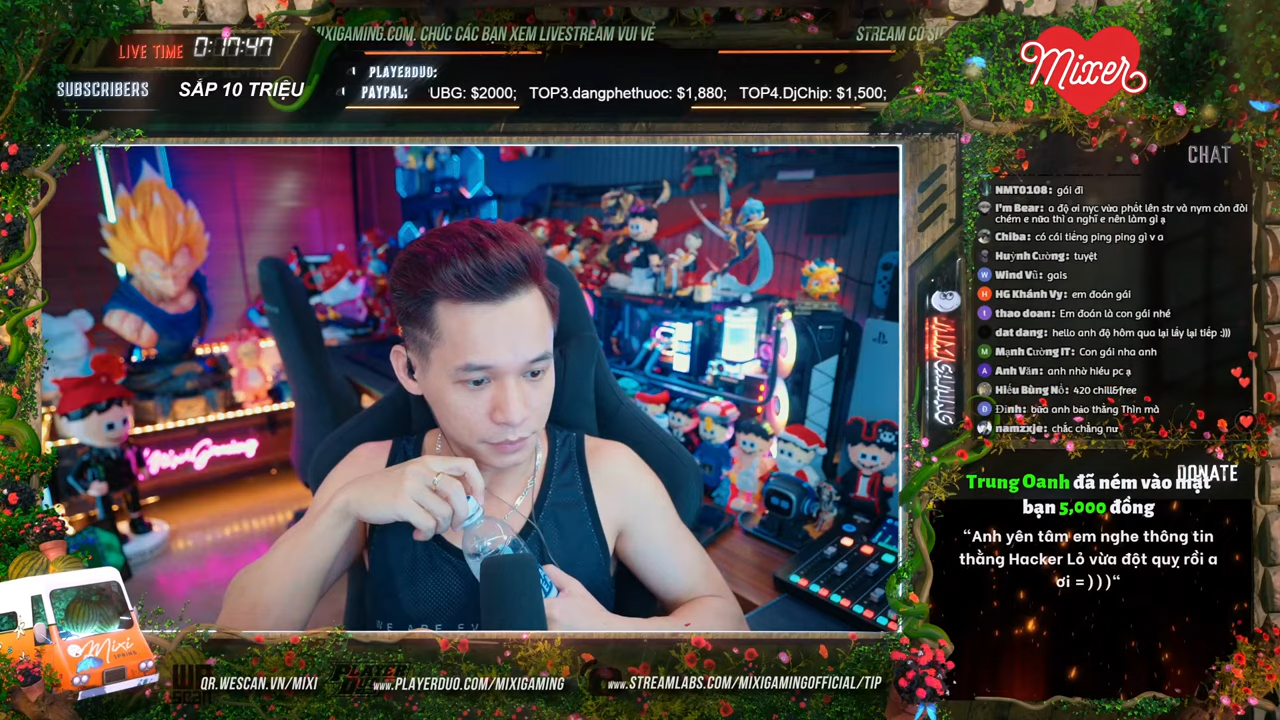 MIXIGAMING.COM. CHÚC CÁC BẠN XEM LIVESTREAM VUI VẺ
STREAM CÓ
LIVE TIME 0:17:47
SUBSCRIBERS SẮP 10 TRIỆU
PLAYERDUO:
PAYPAL: UBG: $2000; TOP3.dangphethuoc: $1,880; TOP4.DjChip: $1,500;
Mixer
CHAT
NMT0108: gái đi
I'm Bear: a độ ơi nyc vừa phốt lên str và nym còn đòi
chém e nữa thì a nghĩ e nên làm gì ạ
Chiba: có cái tiếng ping ping gì v a
Huỳnh Cường: tuyệt
Wind Vũ: gais
HG Khánh Vy: em đoán gái
thao doan: Em đoán là con gái nhé
dat dang: hello anh độ hôm qua lại lấy lại tiếp :)))
Mạnh Cường IT: Con gái nha anh
Anh Văn: anh nhờ hiếu pc ạ
Hiếu Bùng Nổ: 420 chill&free
Đỉnh: bữa anh bảo thằng Thìn mà
namzxje: chắc chắng nư
MIXIGAMING
MixiGaming
DONATE
Trung Oanh đã ném vào mặt
bạn 5,000 đồng
“Anh yên tâm em nghe thông tin
thằng Hacker Lỏ vừa đột quỵ rồi a
ơi =)))“
WE ARE EV
Mixi
SPRING
QR.WESCAN.VN/MIXI
WWW.PLAYERDUO.COM/MIXIGAMING
WWW.STREAMLABS.COM/MIXIGAMINGOFFICIAL/TIP